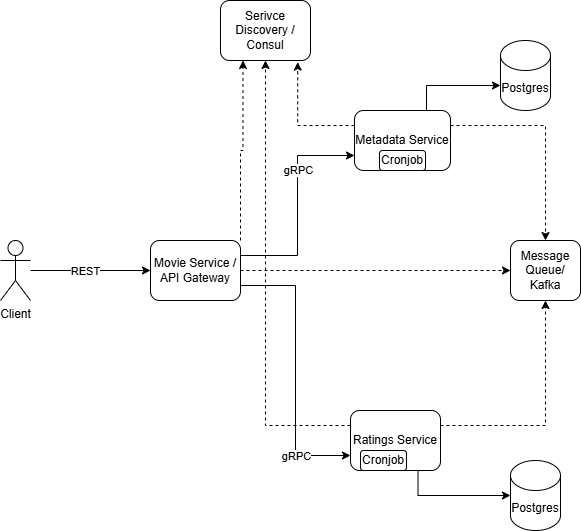 Serivce
Discovery /
Consul
Postgres
Metadata Service
Cronjob
gRPC
Client
REST
Movie Service /
API Gateway
Message
Queue/
Kafka
Ratings Service
gRPC
Cronjob
Postgres